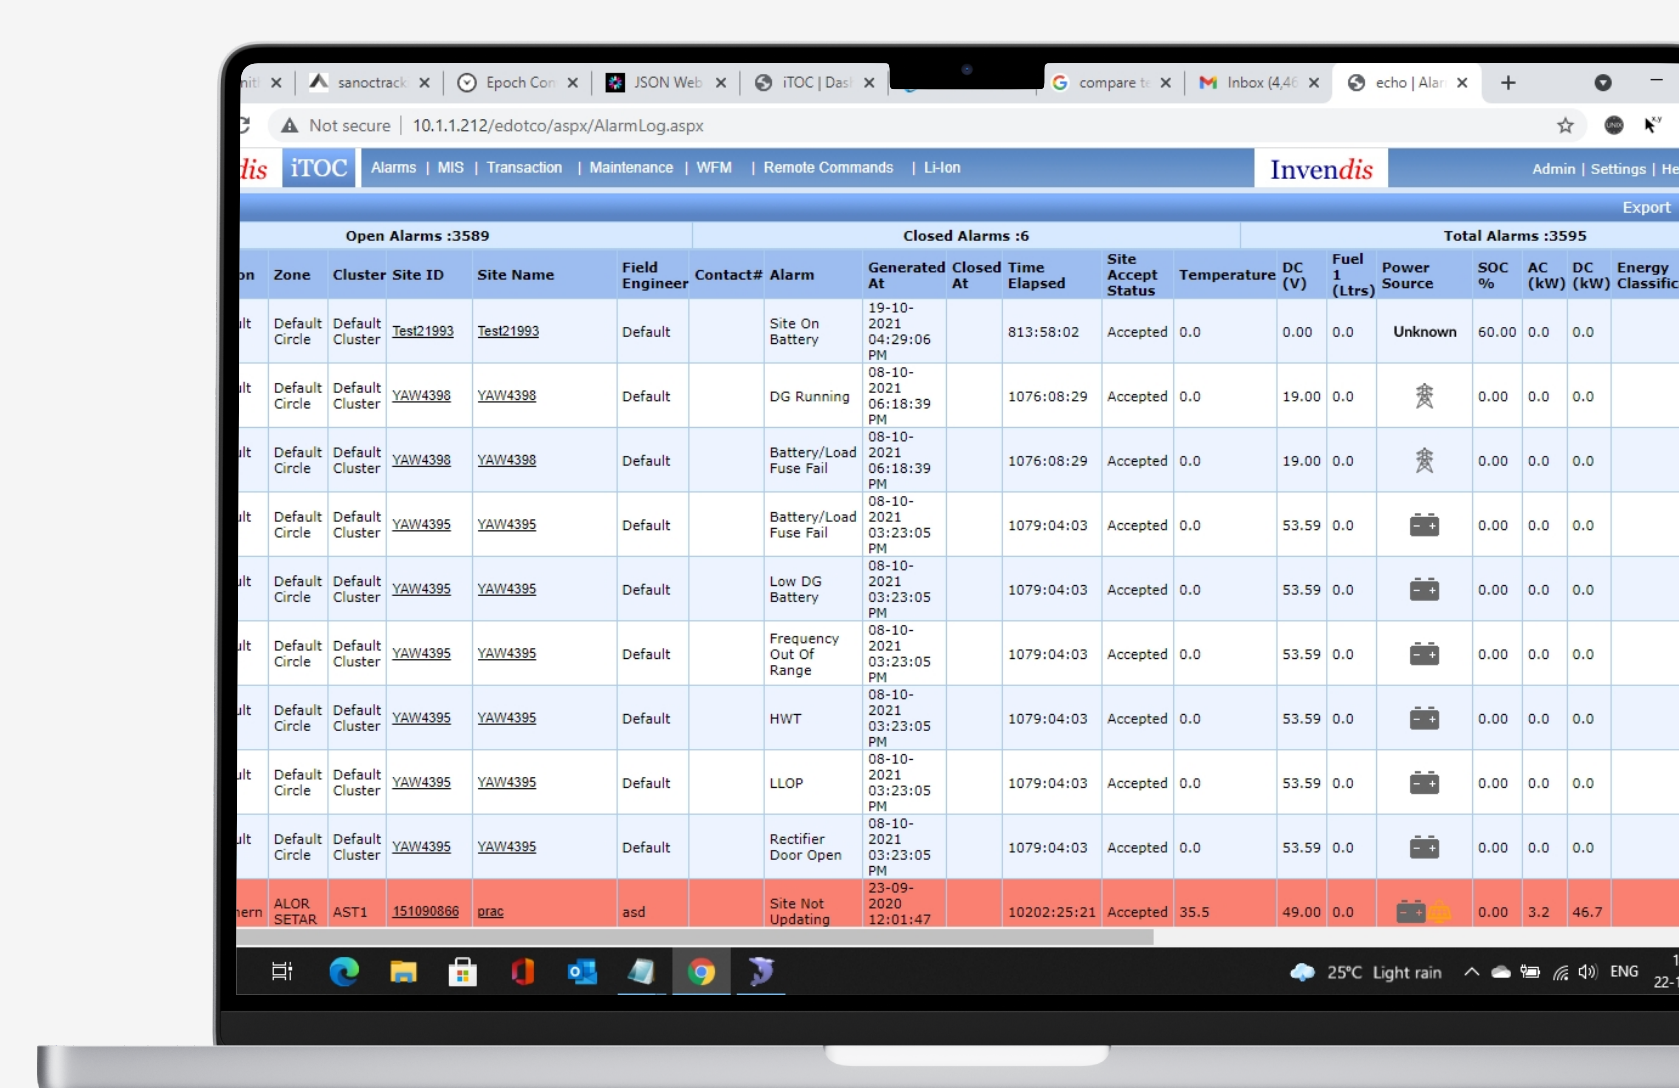 sanoctrack
Epoch Con
JSON Web
iTOC | Das
compare te
Inbox (4,46
echo | Alar
Not secure | 10.1.1.212/edotco/aspx/AlarmLog.aspx
dis iTOC Alarms | MIS | Transaction | Maintenance | WFM | Remote Commands | Li-Ion Invendis Admin | Settings | He
Export
Open Alarms :3589 Closed Alarms :6 Total Alarms :3595
on Zone Cluster Site ID Site Name Field Engineer Contact# Alarm Generated At Closed At Time Elapsed Site Accept Status Temperature DC (V) Fuel 1 (Ltrs) Power Source SOC % AC (kW) DC (kW) Energy Classific
ult Default Circle Default Cluster Test21993 Test21993 Default Site On Battery 19-10-2021 04:29:06 PM 813:58:02 Accepted 0.0 0.00 0.0 Unknown 60.00 0.0 0.0
ult Default Circle Default Cluster YAW4398 YAW4398 Default DG Running 08-10-2021 06:18:39 PM 1076:08:29 Accepted 0.0 19.00 0.0 0.00 0.0 0.0
ult Default Circle Default Cluster YAW4398 YAW4398 Default Battery/Load Fuse Fail 08-10-2021 06:18:39 PM 1076:08:29 Accepted 0.0 19.00 0.0 0.00 0.0 0.0
ult Default Circle Default Cluster YAW4395 YAW4395 Default Battery/Load Fuse Fail 08-10-2021 03:23:05 PM 1079:04:03 Accepted 0.0 53.59 0.0 0.00 0.0 0.0
ult Default Circle Default Cluster YAW4395 YAW4395 Default Low DG Battery 08-10-2021 03:23:05 PM 1079:04:03 Accepted 0.0 53.59 0.0 0.00 0.0 0.0
ult Default Circle Default Cluster YAW4395 YAW4395 Default Frequency Out Of Range 08-10-2021 03:23:05 PM 1079:04:03 Accepted 0.0 53.59 0.0 0.00 0.0 0.0
ult Default Circle Default Cluster YAW4395 YAW4395 Default HWT 08-10-2021 03:23:05 PM 1079:04:03 Accepted 0.0 53.59 0.0 0.00 0.0 0.0
ult Default Circle Default Cluster YAW4395 YAW4395 Default LLOP 08-10-2021 03:23:05 PM 1079:04:03 Accepted 0.0 53.59 0.0 0.00 0.0 0.0
ult Default Circle Default Cluster YAW4395 YAW4395 Default Rectifier Door Open 08-10-2021 03:23:05 PM 1079:04:03 Accepted 0.0 53.59 0.0 0.00 0.0 0.0
hern ALOR SETAR AST1 151090866 prac asd Site Not Updating 23-09-2020 12:01:47 10202:25:21 Accepted 35.5 49.00 0.0 0.00 3.2 46.7
25°C Light rain ENG
22-1